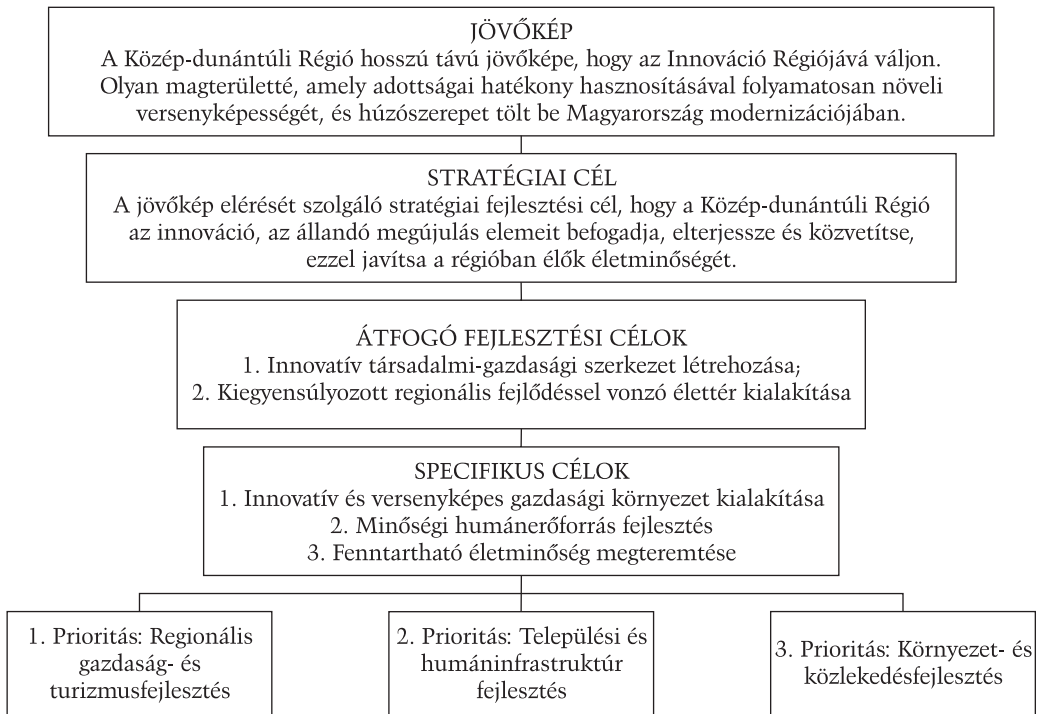 JÖVŐKÉP
A Közép-dunántúli Régió hosszú távú jövőképe, hogy az Innováció Régiójává váljon.
Olyan magterületté, amely adottságai hatékony hasznosításával folyamatosan növeli
versenyképességét, és húzószerepet tölt be Magyarország modernizációjában.
STRATÉGIAI CÉL
A jövőkép elérését szolgáló stratégiai fejlesztési cél, hogy a Közép-dunántúli Régió
az innováció, az állandó megújulás elemeit befogadja, elterjessze és közvetítse,
ezzel javítsa a régióban élők életminőségét.
ÁTFOGÓ FEJLESZTÉSI CÉLOK
1. Innovatív társadalmi-gazdasági szerkezet létrehozása;
2. Kiegyensúlyozott regionális fejlődéssel vonzó élettér kialakítása
SPECIFIKUS CÉLOK
1. Innovatív és versenyképes gazdasági környezet kialakítása
2. Minőségi humánerőforrás fejlesztés
3. Fenntartható életminőség megteremtése
1. Prioritás: Regionális
gazdaság- és
turizmusfejlesztés
2. Prioritás: Települési és
humáninfrastruktúr
fejlesztés
3. Prioritás: Környezet- és
közlekedésfejlesztés